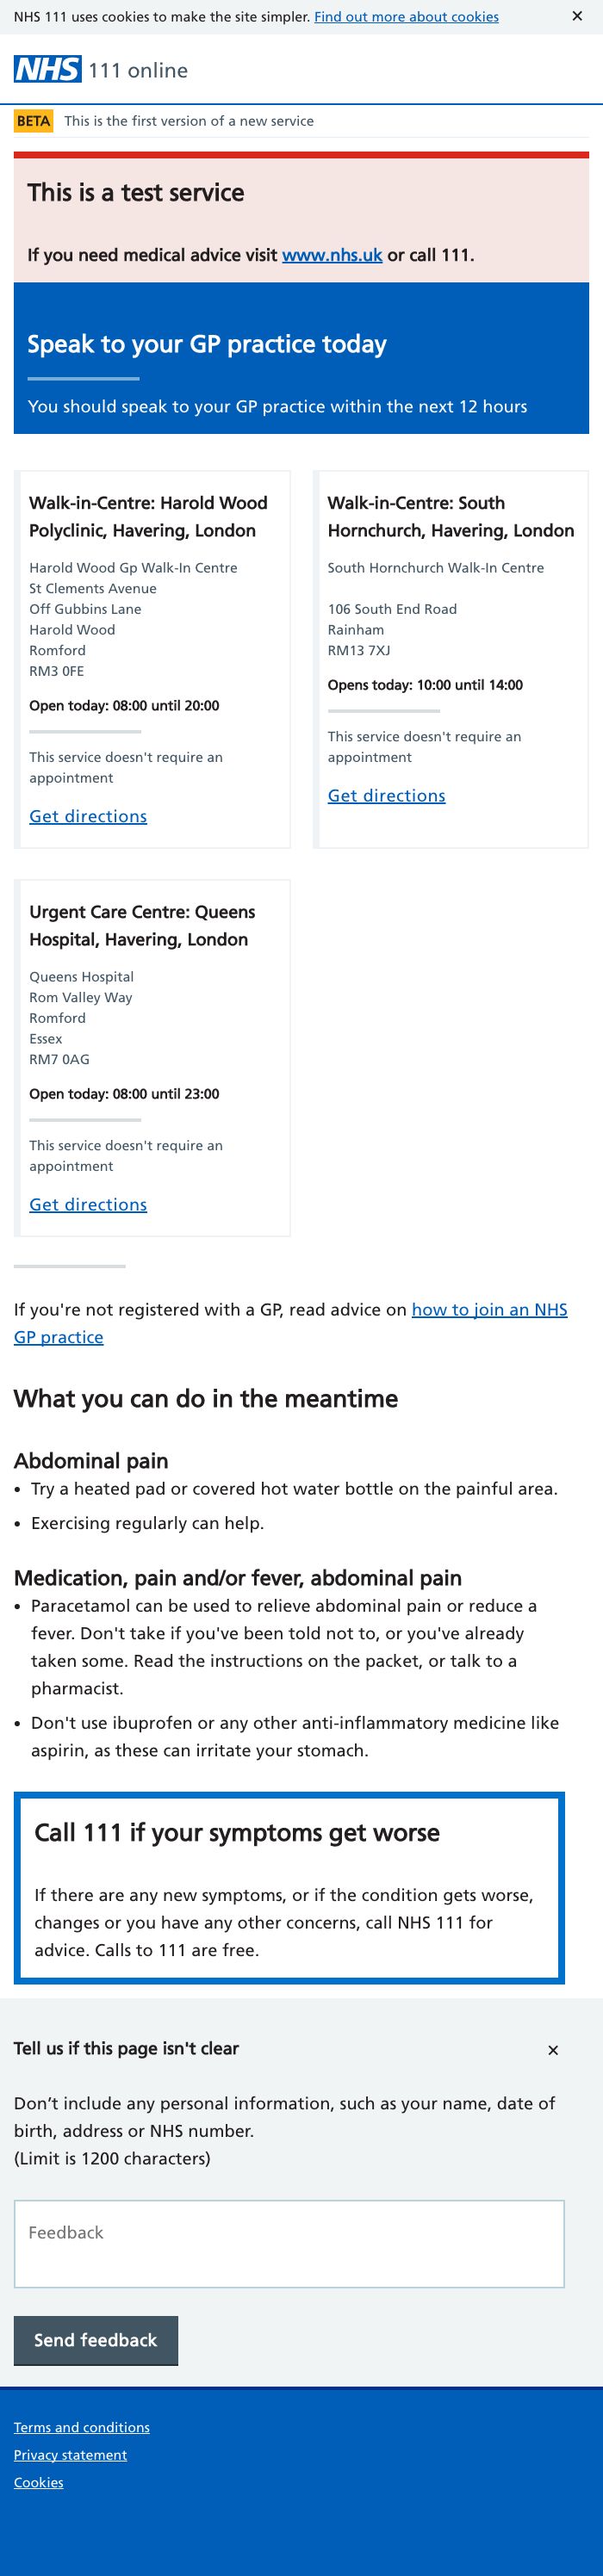 NHS 111 uses cookies to make the site simpler. Find out more about cookies ✕
NHS 111 online
BETA This is the first version of a new service
This is a test service
If you need medical advice visit www.nhs.uk or call 111.
Speak to your GP practice today
You should speak to your GP practice within the next 12 hours
Walk-in-Centre: Harold Wood
Polyclinic, Havering, London
Harold Wood Gp Walk-In Centre
St Clements Avenue
Off Gubbins Lane
Harold Wood
Romford
RM3 0FE
Open today: 08:00 until 20:00
This service doesn't require an
appointment
Get directions
Walk-in-Centre: South
Hornchurch, Havering, London
South Hornchurch Walk-In Centre
106 South End Road
Rainham
RM13 7XJ
Opens today: 10:00 until 14:00
This service doesn't require an
appointment
Get directions
Urgent Care Centre: Queens
Hospital, Havering, London
Queens Hospital
Rom Valley Way
Romford
Essex
RM7 0AG
Open today: 08:00 until 23:00
This service doesn't require an
appointment
Get directions
If you're not registered with a GP, read advice on how to join an NHS
GP practice
What you can do in the meantime
Abdominal pain
• Try a heated pad or covered hot water bottle on the painful area.
• Exercising regularly can help.
Medication, pain and/or fever, abdominal pain
• Paracetamol can be used to relieve abdominal pain or reduce a
fever. Don't take if you've been told not to, or you've already
taken some. Read the instructions on the packet, or talk to a
pharmacist.
• Don't use ibuprofen or any other anti-inflammatory medicine like
aspirin, as these can irritate your stomach.
Call 111 if your symptoms get worse
If there are any new symptoms, or if the condition gets worse,
changes or you have any other concerns, call NHS 111 for
advice. Calls to 111 are free.
Tell us if this page isn't clear ✕
Don’t include any personal information, such as your name, date of
birth, address or NHS number.
(Limit is 1200 characters)
Feedback
Send feedback
Terms and conditions
Privacy statement
Cookies